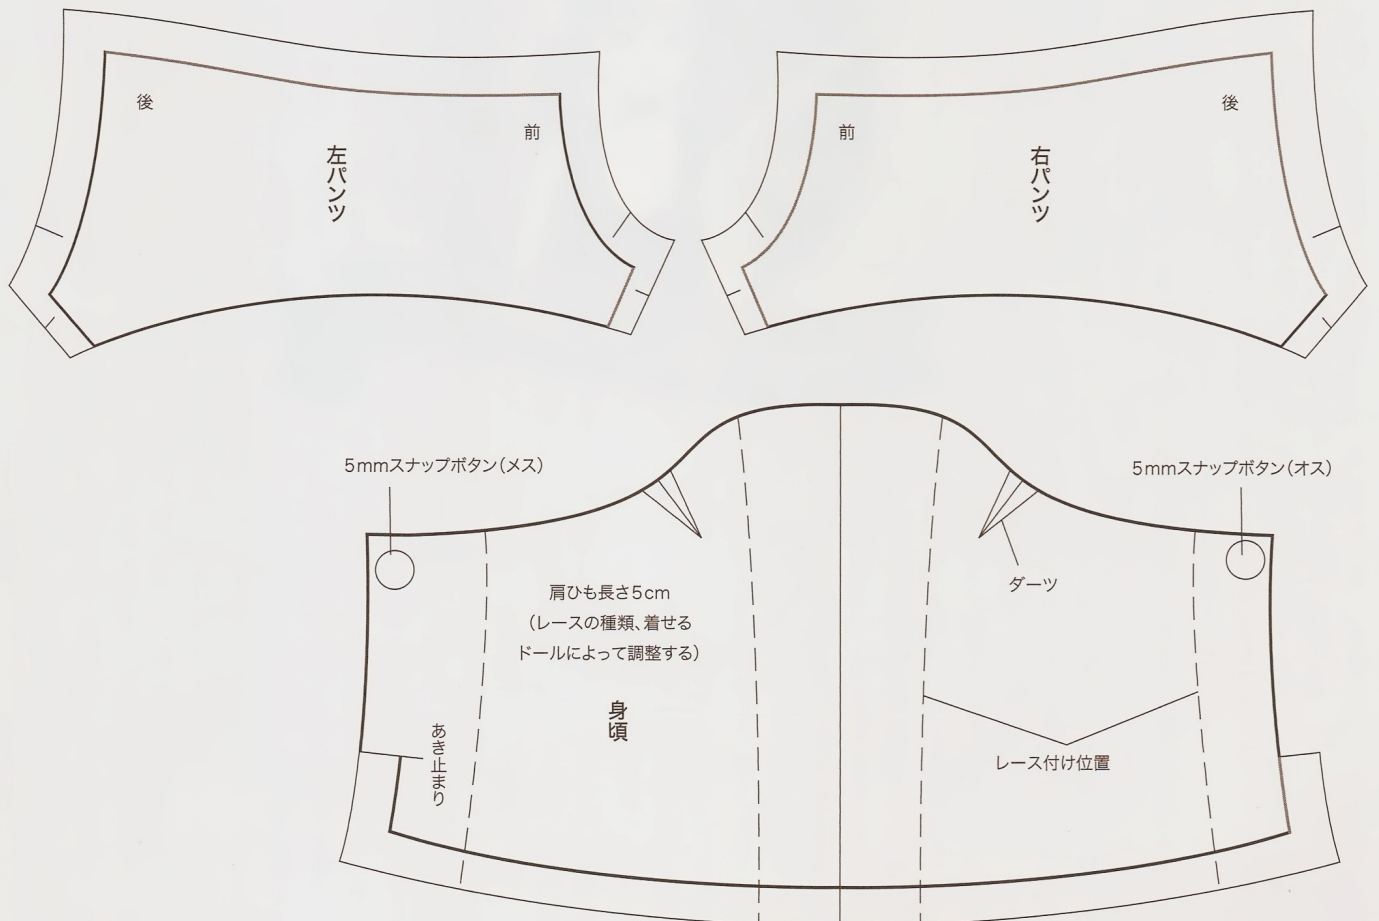 後
前
左パンツ
前
後
右パンツ
5mmスナップボタン(メス)
5mmスナップボタン(オス)
ダーツ
肩ひも長さ5cm
(レースの種類、着せる
ドールによって調整する)
身頃
あき止まり
レース付け位置